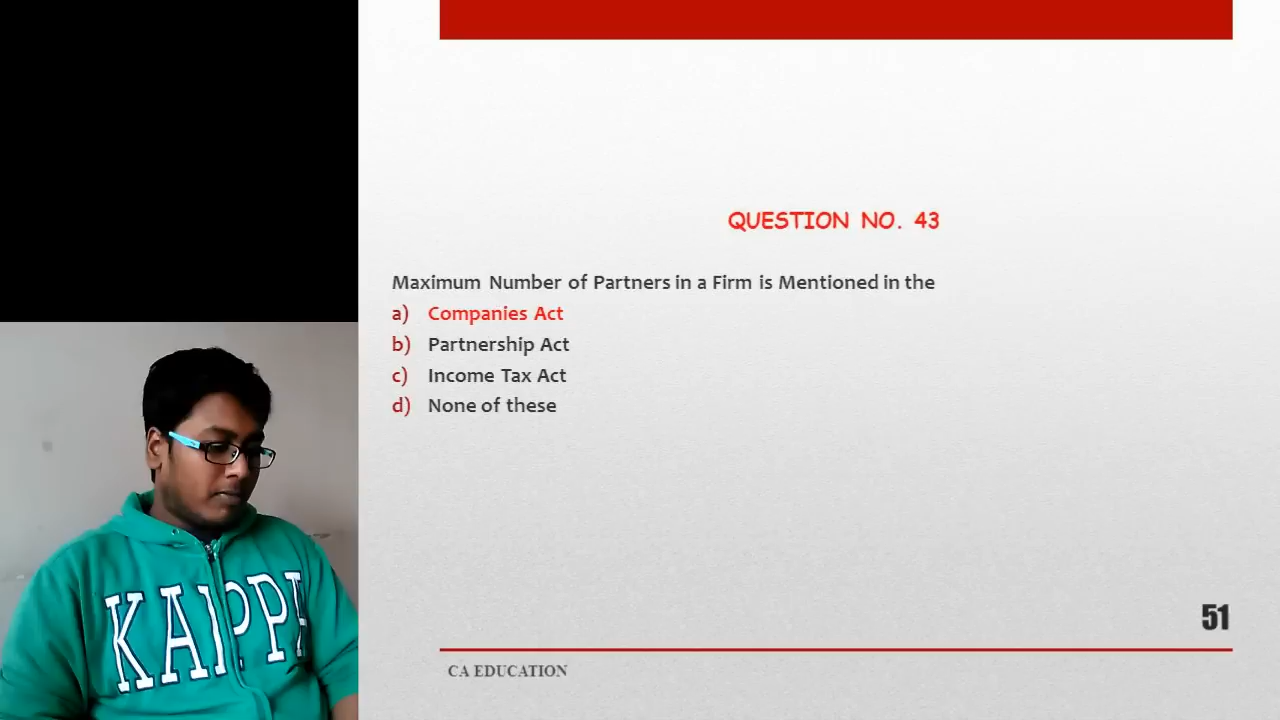 QUESTION NO. 43
Maximum Number of Partners in a Firm is Mentioned in the
a) Companies Act
b) Partnership Act
c) Income Tax Act
d) None of these
51
CA EDUCATION